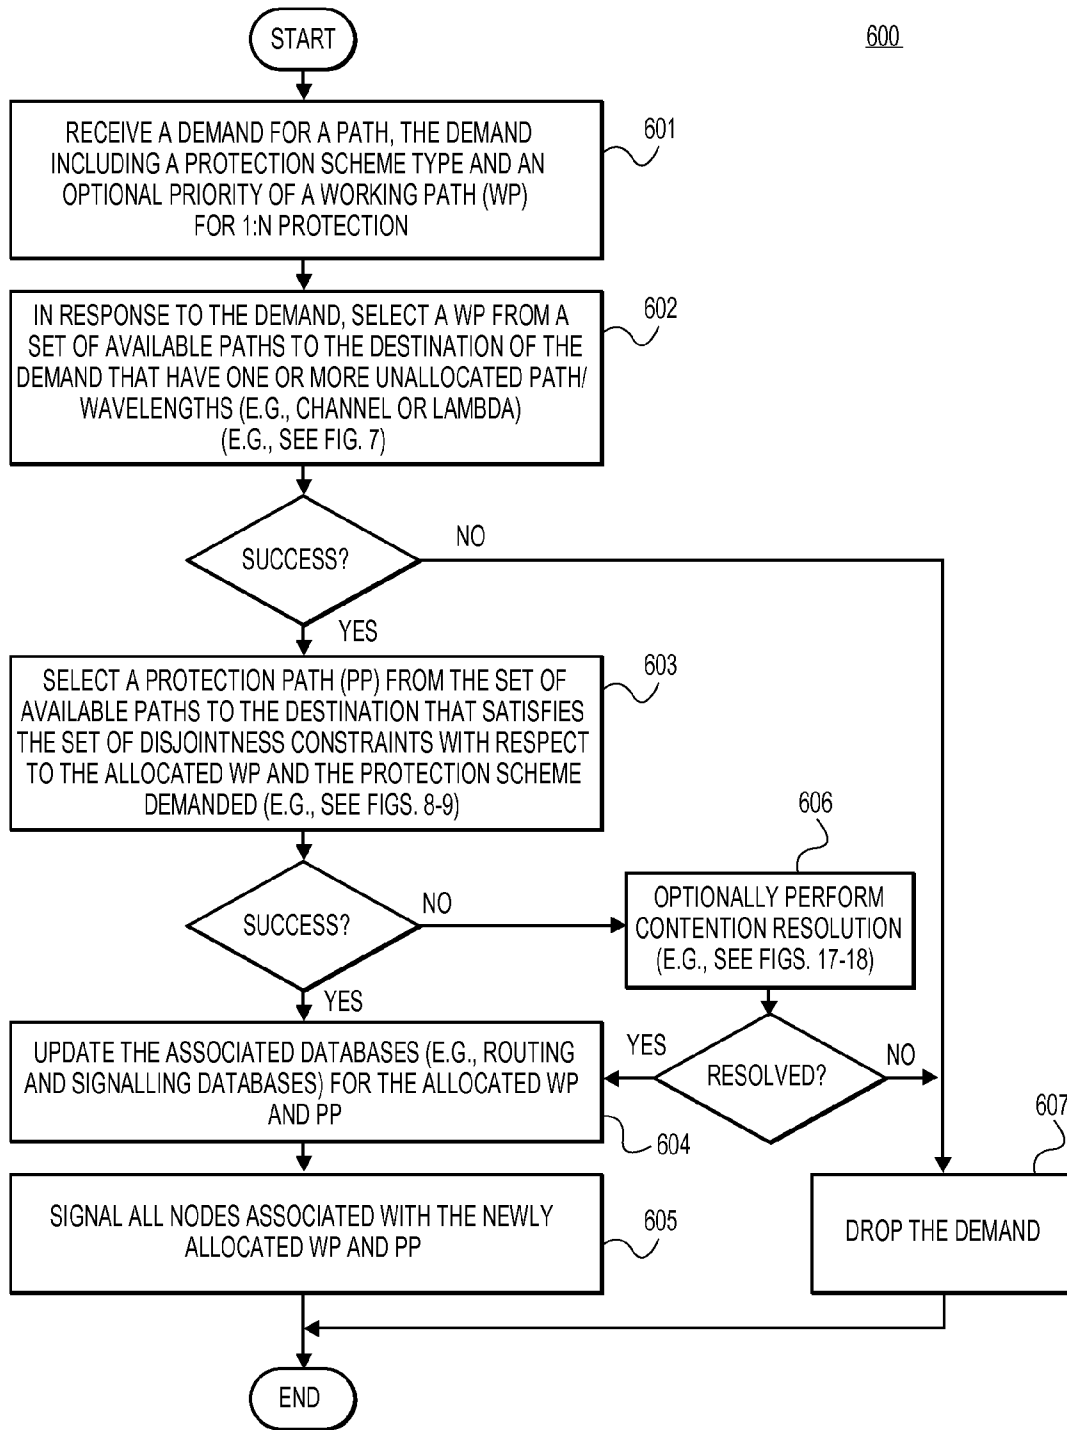 START
600
RECEIVE A DEMAND FOR A PATH, THE DEMAND
INCLUDING A PROTECTION SCHEME TYPE AND AN
OPTIONAL PRIORITY OF A WORKING PATH (WP)
FOR 1:N PROTECTION
601
IN RESPONSE TO THE DEMAND, SELECT A WP FROM A
SET OF AVAILABLE PATHS TO THE DESTINATION OF THE
DEMAND THAT HAVE ONE OR MORE UNALLOCATED PATH/
WAVELENGTHS (E.G., CHANNEL OR LAMBDA)
(E.G., SEE FIG. 7)
602
SUCCESS?
NO
YES
SELECT A PROTECTION PATH (PP) FROM THE SET OF
AVAILABLE PATHS TO THE DESTINATION THAT SATISFIES
THE SET OF DISJOINTNESS CONSTRAINTS WITH RESPECT
TO THE ALLOCATED WP AND THE PROTECTION SCHEME
DEMANDED (E.G., SEE FIGS. 8-9)
603
SUCCESS?
NO
YES
606
OPTIONALLY PERFORM
CONTENTION RESOLUTION
(E.G., SEE FIGS. 17-18)
RESOLVED?
YES
NO
UPDATE THE ASSOCIATED DATABASES (E.G., ROUTING
AND SIGNALLING DATABASES) FOR THE ALLOCATED WP
AND PP
604
SIGNAL ALL NODES ASSOCIATED WITH THE NEWLY
ALLOCATED WP AND PP
605
607
DROP THE DEMAND
END